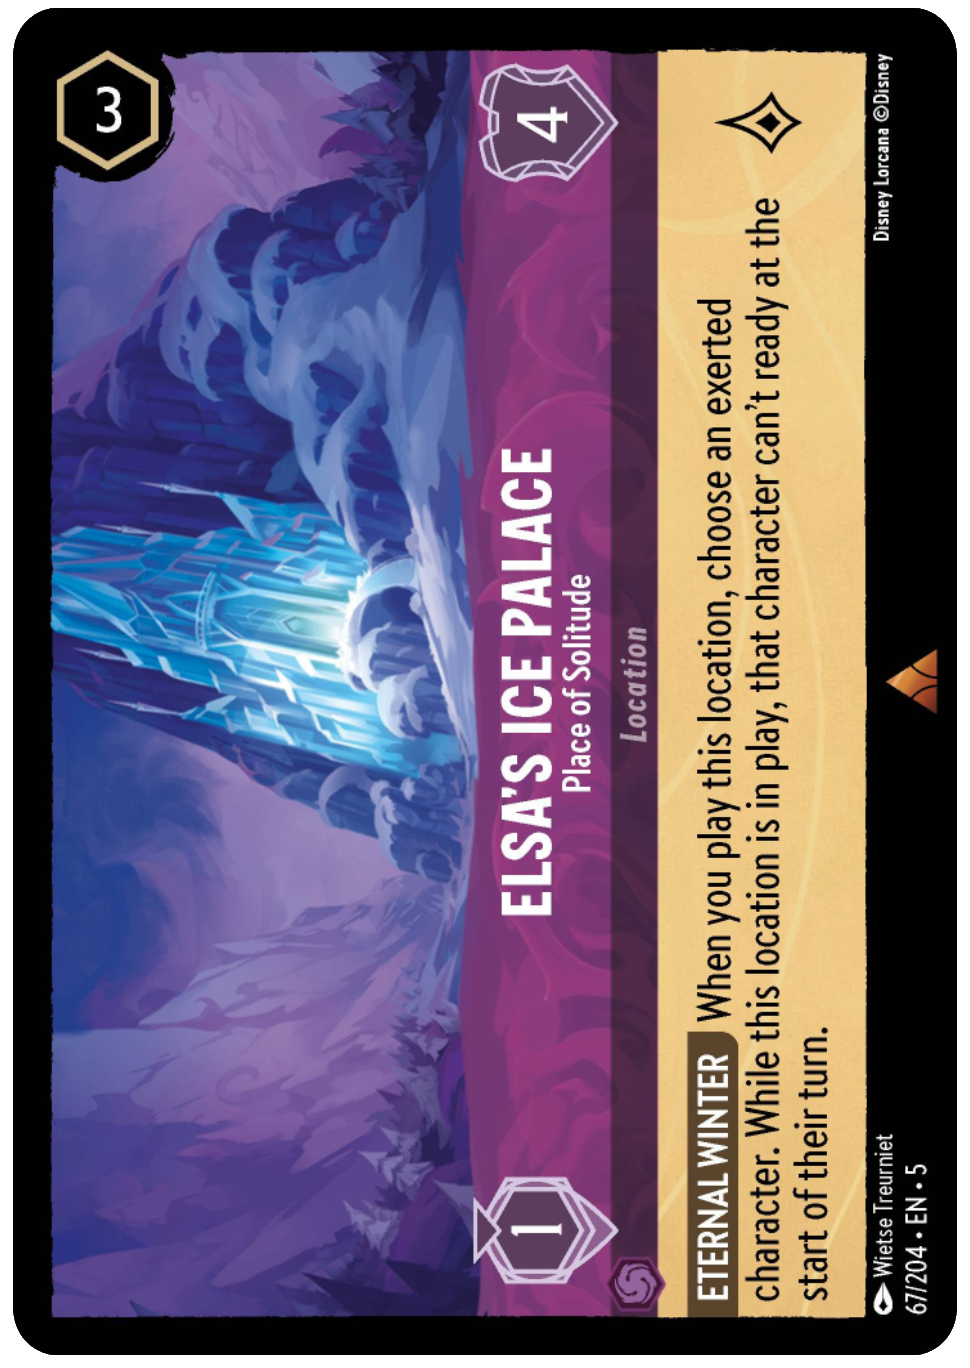 3
ELSA'S ICE PALACE
Place of Solitude
1
4
Location
ETERNAL WINTER When you play this location, choose an exerted
character. While this location is in play, that character can't ready at the
start of their turn.
Wietse Treurniet
67/204 • EN • 5
Disney Lorcana ©Disney